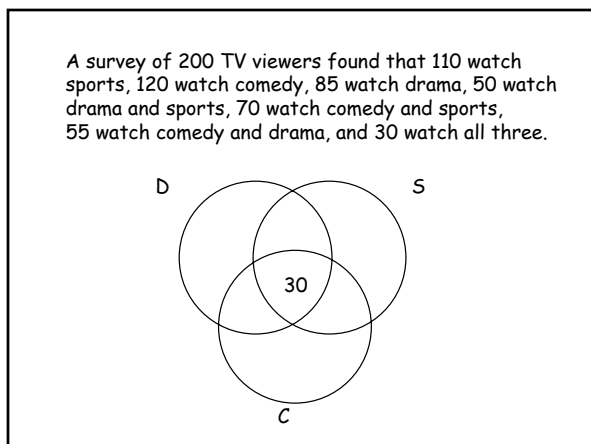 A survey of 200 TV viewers found that 110 watch
sports, 120 watch comedy, 85 watch drama, 50 watch
drama and sports, 70 watch comedy and sports,
55 watch comedy and drama, and 30 watch all three.
D S
30
C